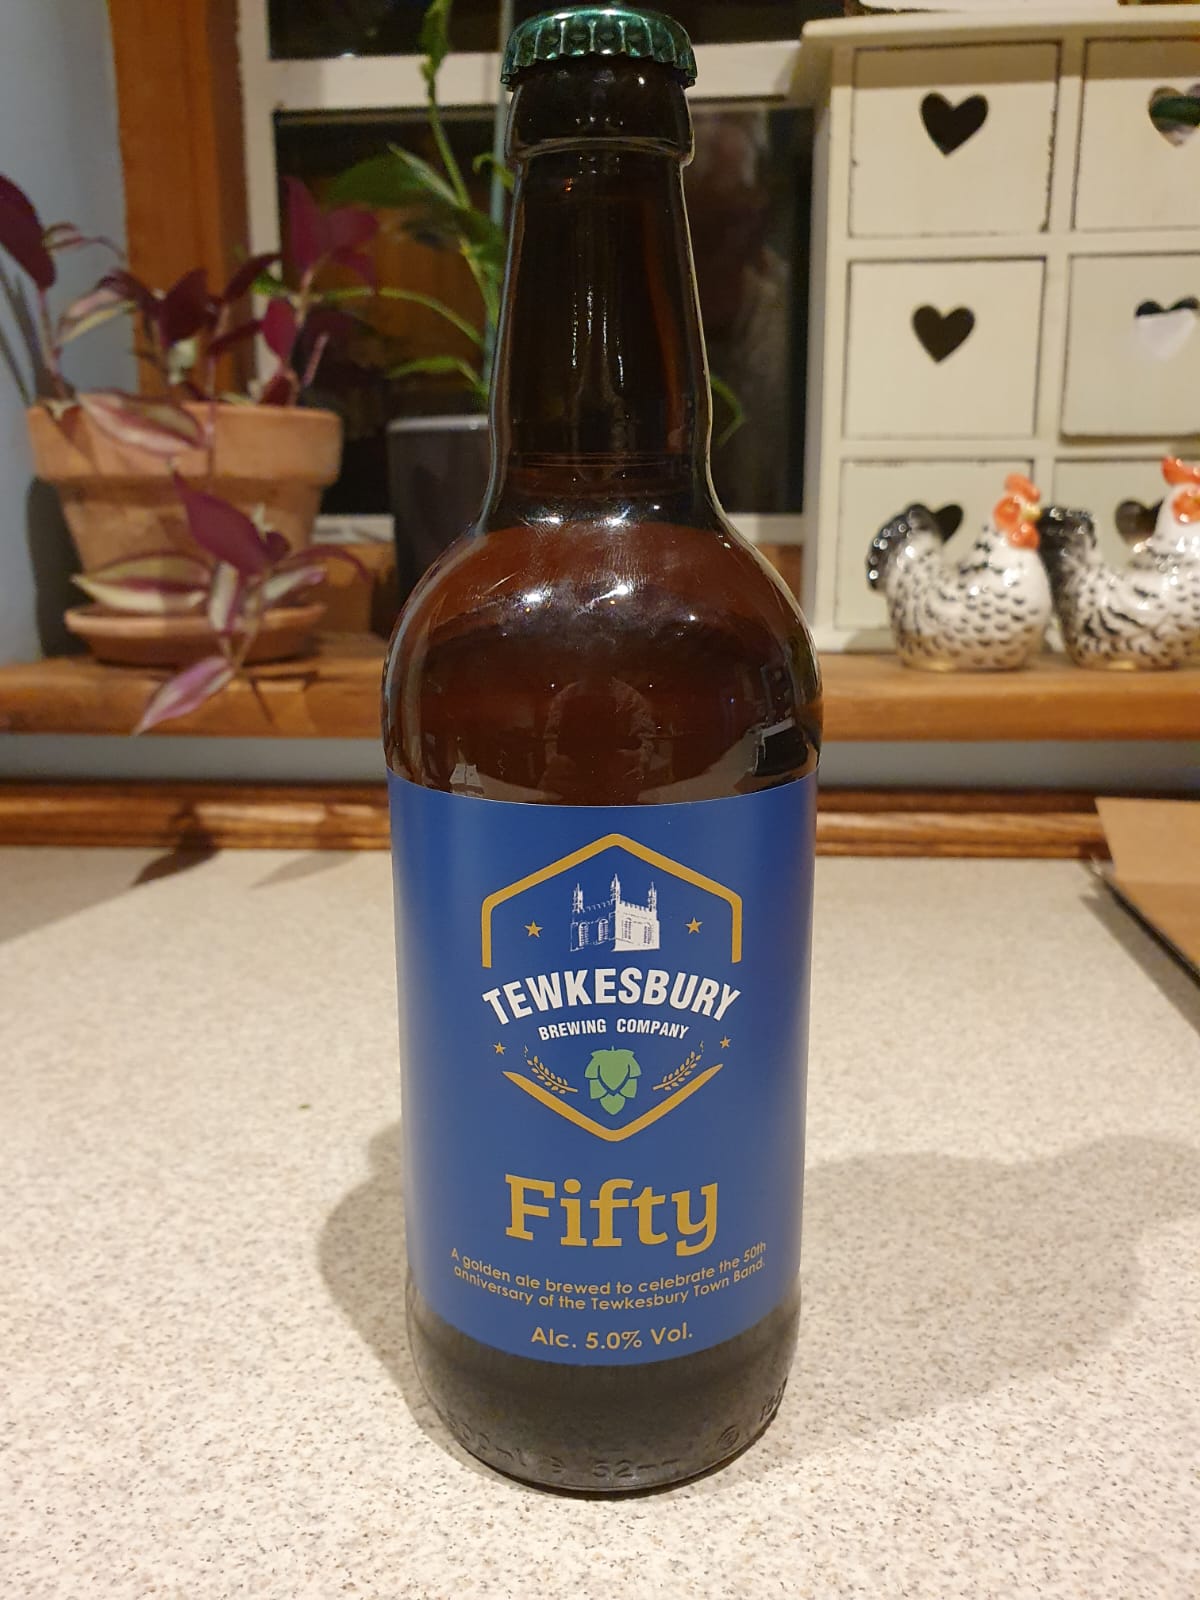 TEWKESBURY
BREWING COMPANY
Fifty
A golden ale brewed to celebrate the 50th
anniversary of the Tewkesbury Town Band.
Alc. 5.0% Vol.